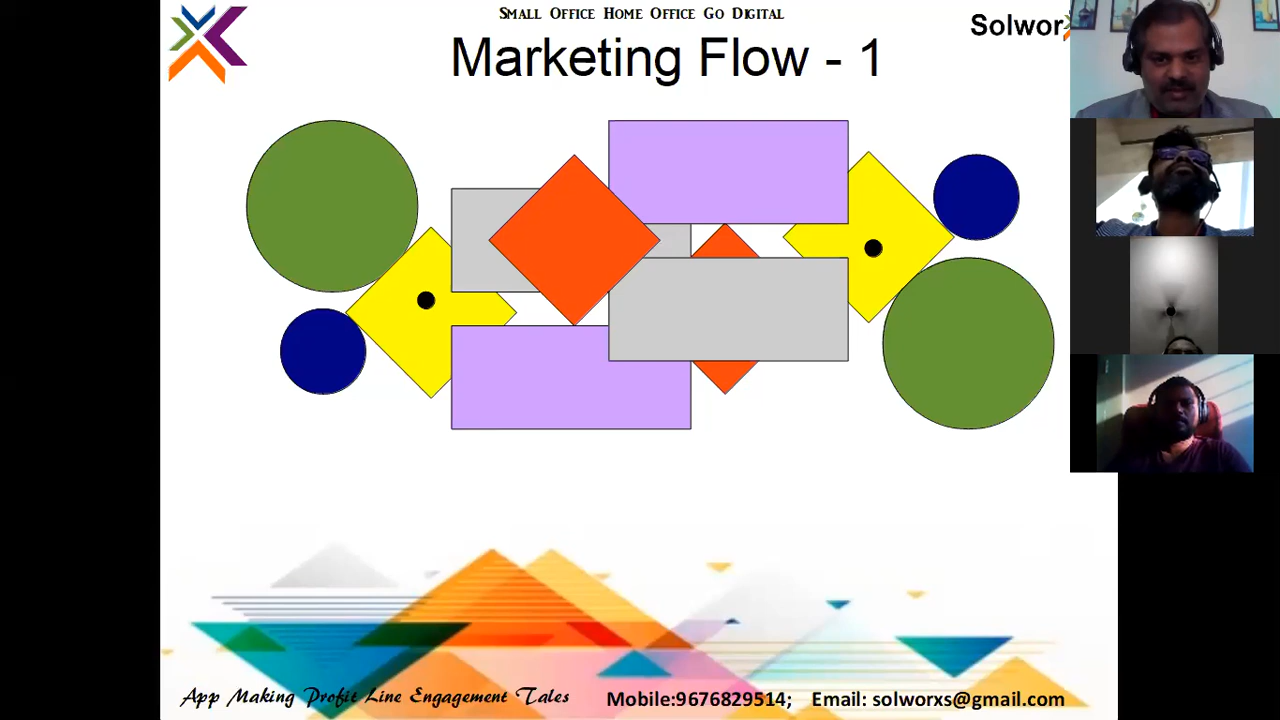 Small Office Home Office Go Digital
Solwor
Marketing Flow - 1
App Making Profit Line Engagement Tales
Mobile:9676829514; Email: solworxs@gmail.com